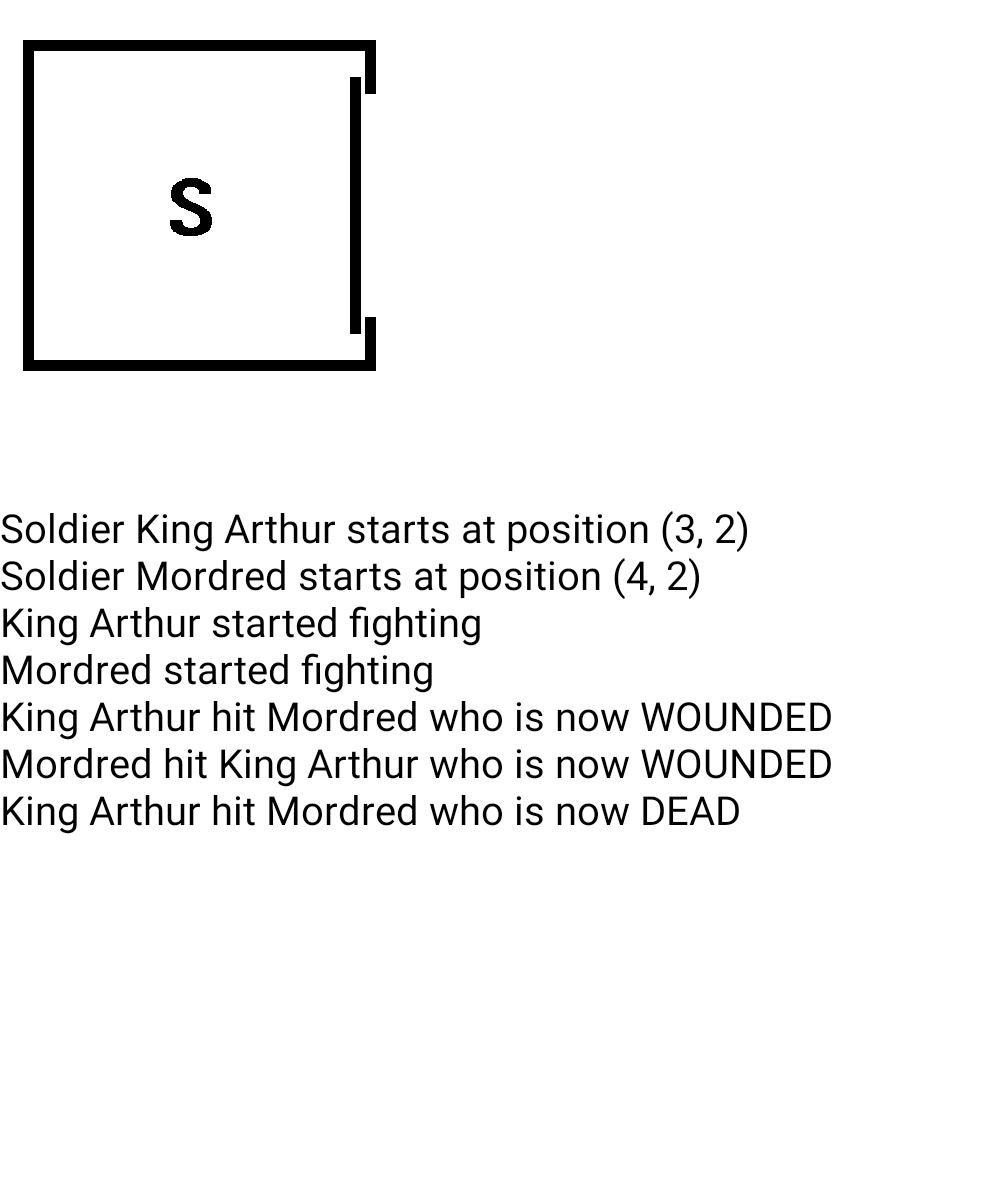 S
Soldier King Arthur starts at position (3, 2)
Soldier Mordred starts at position (4, 2)
King Arthur started fighting
Mordred started fighting
King Arthur hit Mordred who is now WOUNDED
Mordred hit King Arthur who is now WOUNDED
King Arthur hit Mordred who is now DEAD